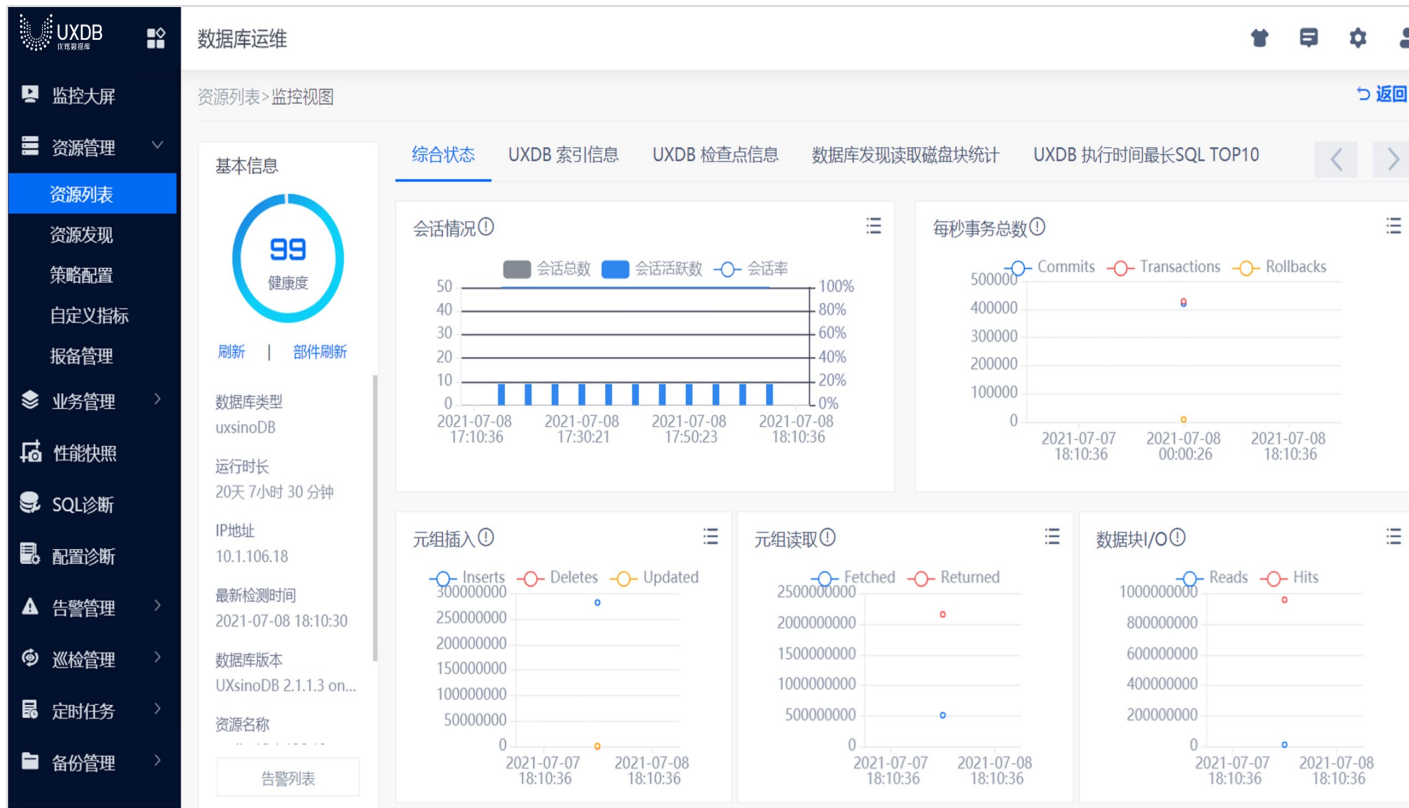 UXDB
优炫数据库
数据库运维
监控大屏
资源管理
资源列表
资源发现
策略配置
自定义指标
报备管理
业务管理
性能快照
SQL诊断
配置诊断
告警管理
巡检管理
定时任务
备份管理
资源列表>监控视图
返回
基本信息
99
健康度
刷新 | 部件刷新
数据库类型
uxsinoDB
运行时长
20天 7小时 30 分钟
IP地址
10.1.106.18
最新检测时间
2021-07-08 18:10:30
数据库版本
UXsinoDB 2.1.1.3 on...
资源名称
告警列表
综合状态 UXDB 索引信息 UXDB 检查点信息 数据库发现读取磁盘块统计 UXDB 执行时间最长SQL TOP10
会话情况
会话总数 会话活跃数 会话率
50 100%
40 80%
30 60%
20 40%
10 20%
0 0%
2021-07-08 2021-07-08 2021-07-08 2021-07-08
17:10:36 17:30:21 17:50:23 18:10:36
每秒事务总数
Commits Transactions Rollbacks
500000
400000
300000
200000
100000
0
2021-07-07 2021-07-08 2021-07-08
18:10:36 00:00:26 18:10:36
元组插入
Inserts Deletes Updated
300000000
250000000
200000000
150000000
100000000
50000000
0
2021-07-07 2021-07-08
18:10:36 18:10:36
元组读取
Fetched Returned
2500000000
2000000000
1500000000
1000000000
500000000
0
2021-07-07 2021-07-08
18:10:36 18:10:36
数据块I/O
Reads Hits
1000000000
800000000
600000000
400000000
200000000
0
2021-07-07 2021-07-08
18:10:36 18:10:36